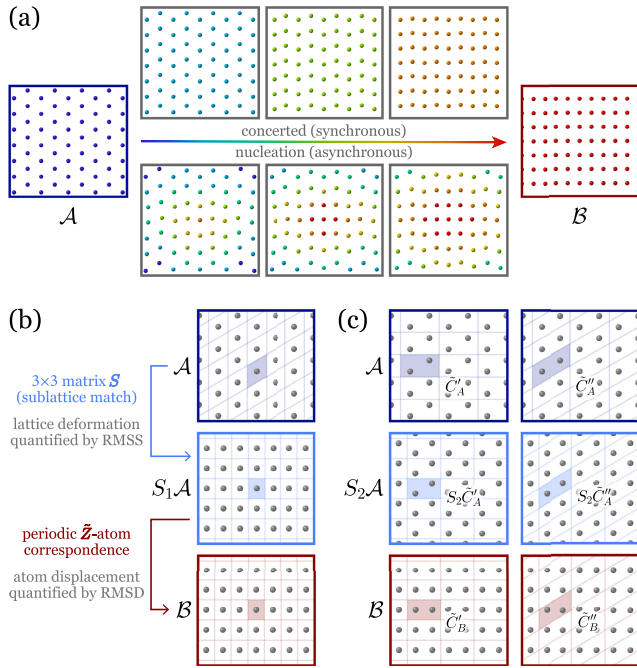 (a)
concerted (synchronous)
nucleation (asynchronous)
𝒜
ℬ
(b)
(c)
3×3 matrix S
(sublattice match)
lattice deformation
quantified by RMSS
periodic Z̃-atom
correspondence
atom displacement
quantified by RMSD
𝒜
S₁𝒜
ℬ
𝒜
C̃′_A
C̃″_A
S₂𝒜
S₂C̃′_A
S₂C̃″_A
ℬ
C̃′_B
C̃″_B